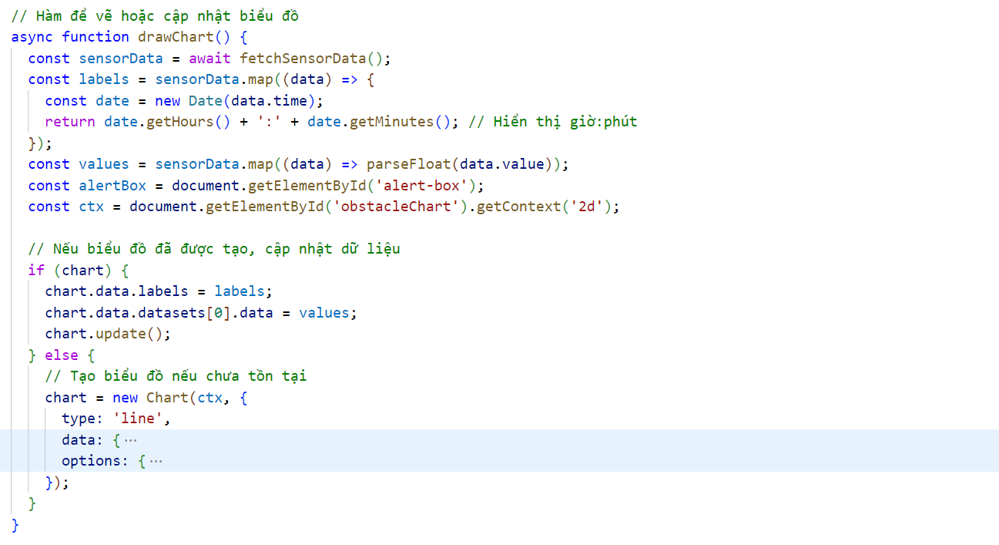 // Hàm để vẽ hoặc cập nhật biểu đồ
async function drawChart() {
  const sensorData = await fetchSensorData();
  const labels = sensorData.map((data) => {
    const date = new Date(data.time);
    return date.getHours() + ':' + date.getMinutes(); // Hiển thị giờ:phút
  });
  const values = sensorData.map((data) => parseFloat(data.value));
  const alertBox = document.getElementById('alert-box');
  const ctx = document.getElementById('obstacleChart').getContext('2d');

  // Nếu biểu đồ đã được tạo, cập nhật dữ liệu
  if (chart) {
    chart.data.labels = labels;
    chart.data.datasets[0].data = values;
    chart.update();
  } else {
    // Tạo biểu đồ nếu chưa tồn tại
    chart = new Chart(ctx, {
      type: 'line',
      data: {···
      options: {···
    });
  }
}